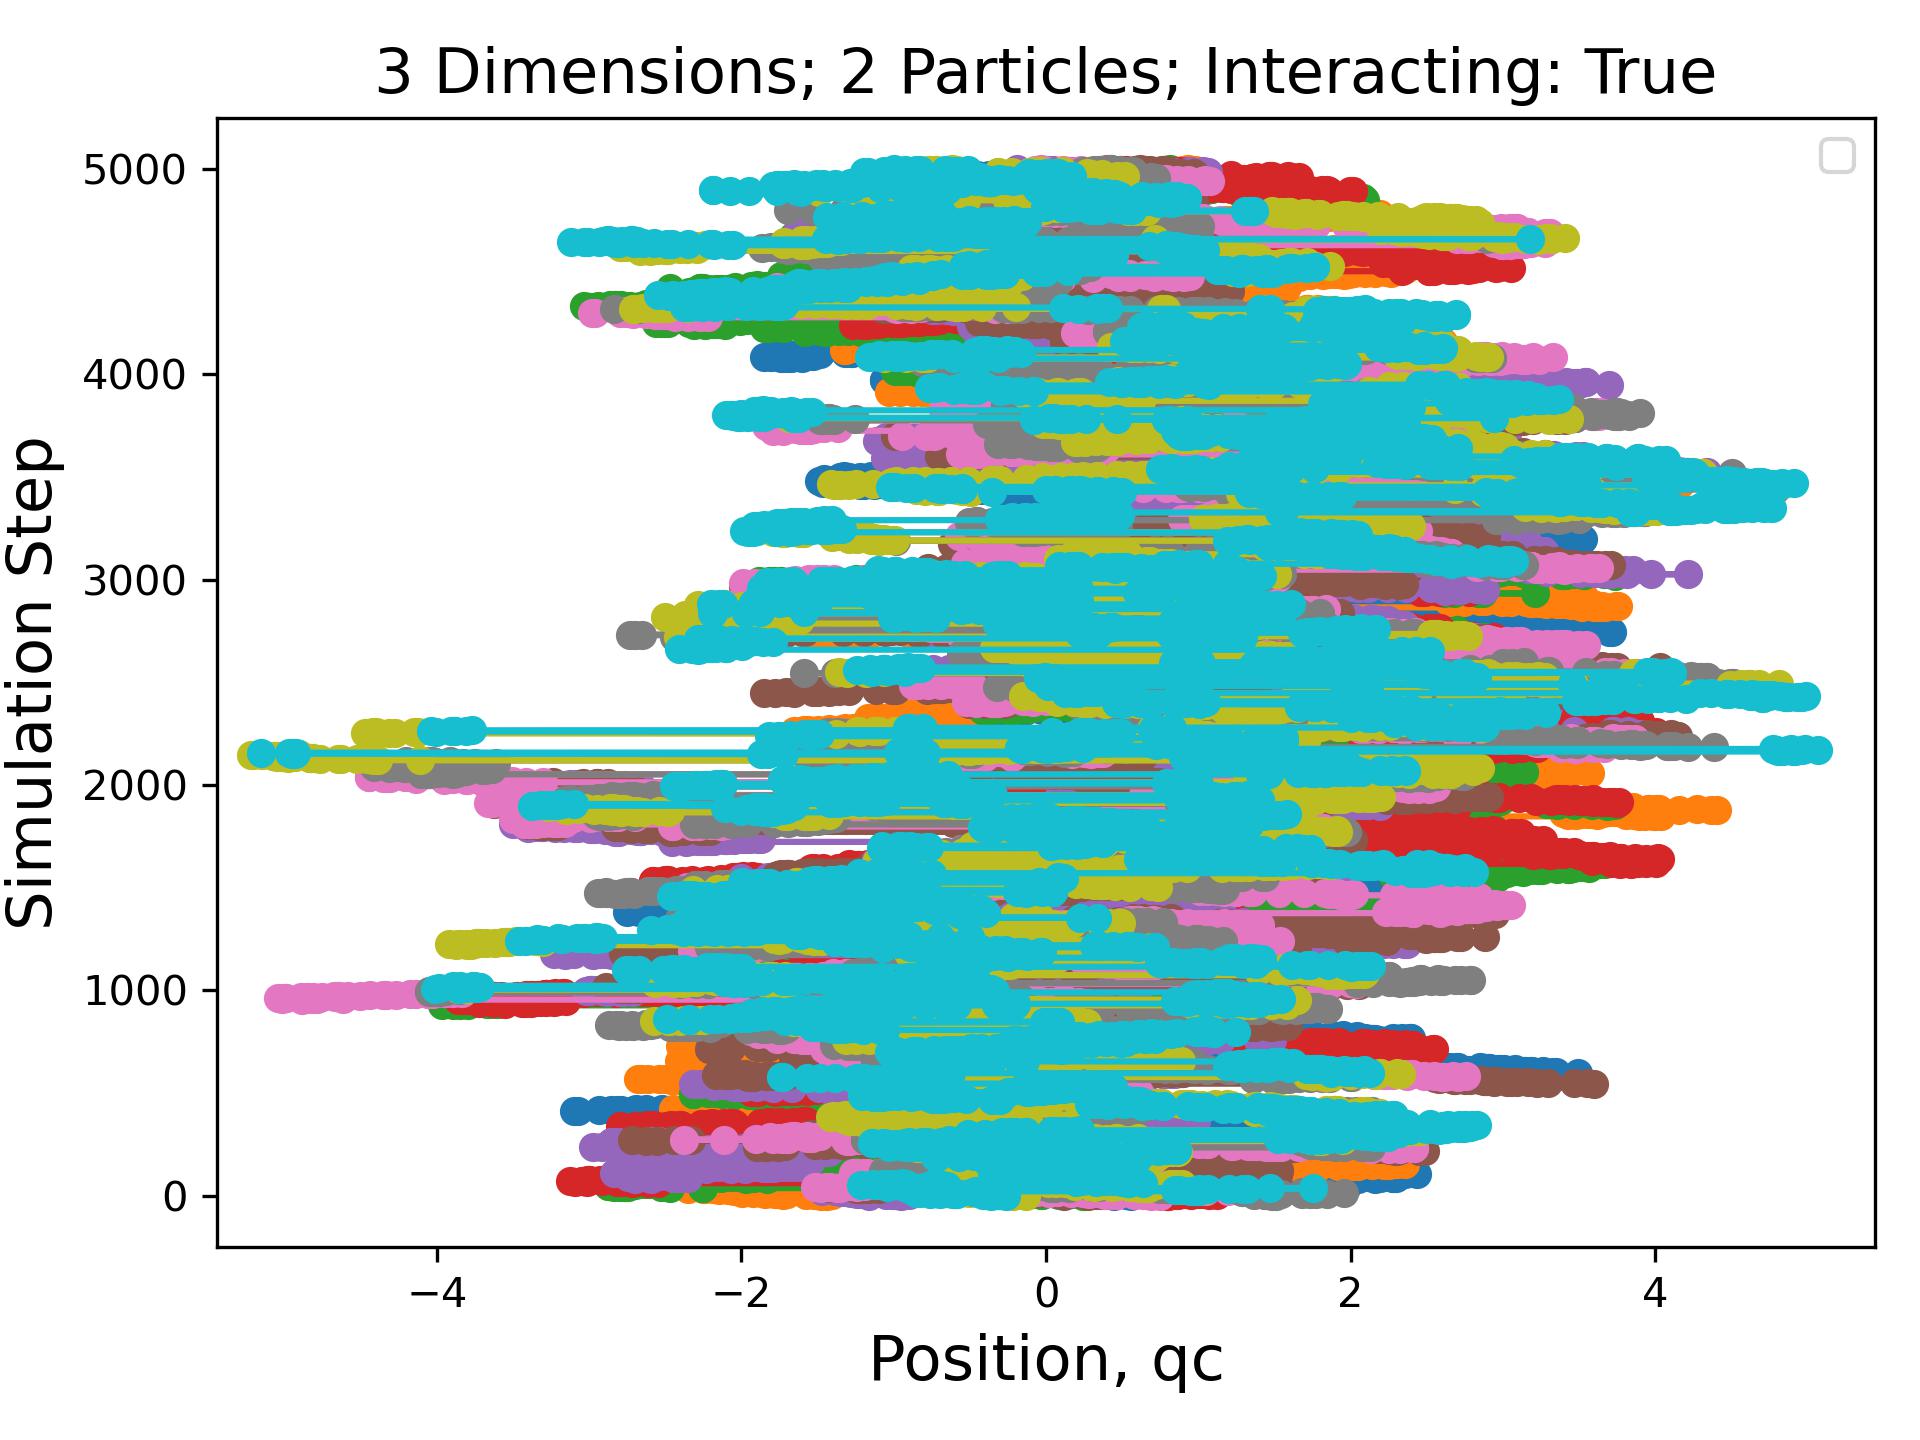 3 Dimensions; 2 Particles; Interacting: True
5000
4000
3000
2000
1000
0
Simulation Step
−4 −2 0 2 4
Position, qc